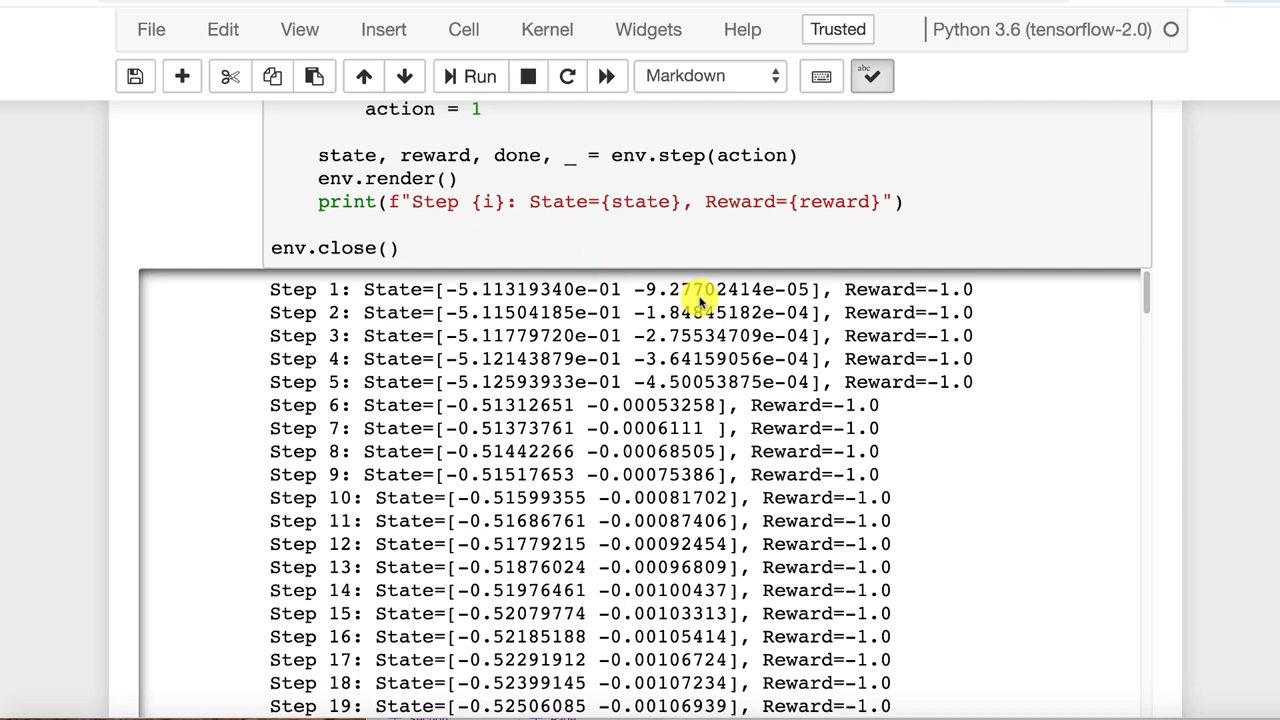 File Edit View Insert Cell Kernel Widgets Help Trusted Python 3.6 (tensorflow-2.0)
Run Markdown abc
action = 1
state, reward, done, _ = env.step(action)
env.render()
print(f"Step {i}: State={state}, Reward={reward}")
env.close()
Step 1: State=[-5.11319340e-01 -9.27702414e-05], Reward=-1.0
Step 2: State=[-5.11504185e-01 -1.84845182e-04], Reward=-1.0
Step 3: State=[-5.11779720e-01 -2.75534709e-04], Reward=-1.0
Step 4: State=[-5.12143879e-01 -3.64159056e-04], Reward=-1.0
Step 5: State=[-5.12593933e-01 -4.50053875e-04], Reward=-1.0
Step 6: State=[-0.51312651 -0.00053258], Reward=-1.0
Step 7: State=[-0.51373761 -0.0006111 ], Reward=-1.0
Step 8: State=[-0.51442266 -0.00068505], Reward=-1.0
Step 9: State=[-0.51517653 -0.00075386], Reward=-1.0
Step 10: State=[-0.51599355 -0.00081702], Reward=-1.0
Step 11: State=[-0.51686761 -0.00087406], Reward=-1.0
Step 12: State=[-0.51779215 -0.00092454], Reward=-1.0
Step 13: State=[-0.51876024 -0.00096809], Reward=-1.0
Step 14: State=[-0.51976461 -0.00100437], Reward=-1.0
Step 15: State=[-0.52079774 -0.00103313], Reward=-1.0
Step 16: State=[-0.52185188 -0.00105414], Reward=-1.0
Step 17: State=[-0.52291912 -0.00106724], Reward=-1.0
Step 18: State=[-0.52399145 -0.00107234], Reward=-1.0
Step 19: State=[-0.52506085 -0.00106939], Reward=-1.0